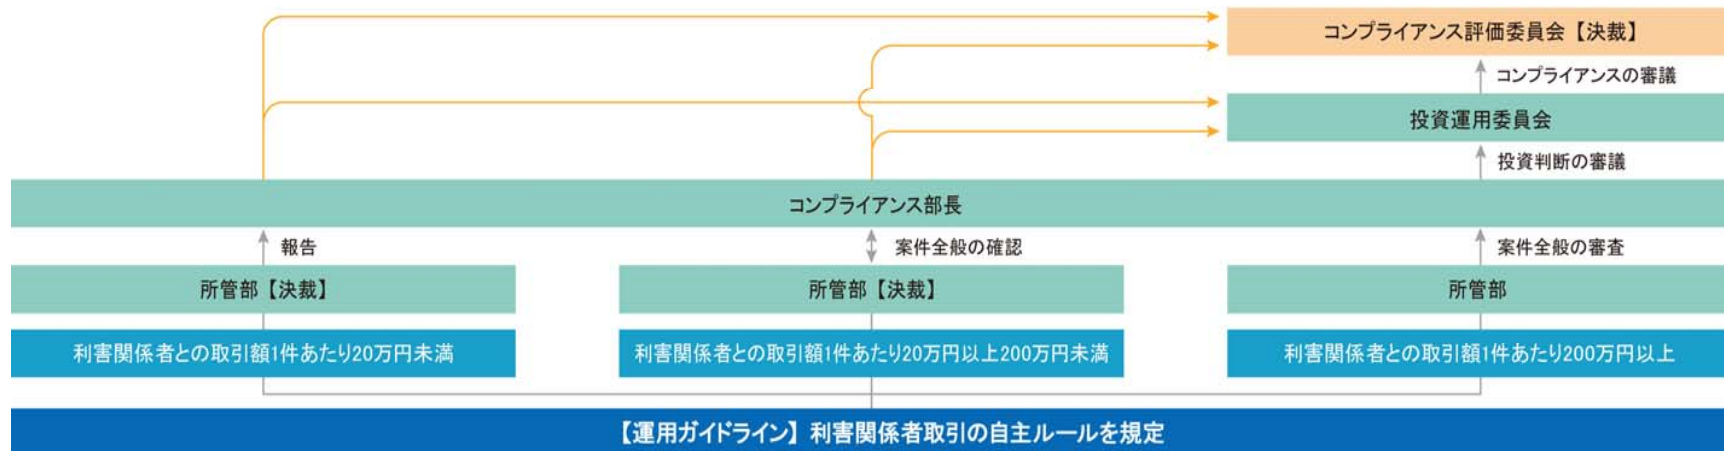 コンプライアンス評価委員会【決裁】
コンプライアンスの審議
投資運用委員会
投資判断の審議
コンプライアンス部長
報告
案件全般の確認
案件全般の審査
所管部【決裁】
所管部【決裁】
所管部
利害関係者との取引額1件あたり20万円未満
利害関係者との取引額1件あたり20万円以上200万円未満
利害関係者との取引額1件あたり200万円以上
【運用ガイドライン】利害関係者取引の自主ルールを規定